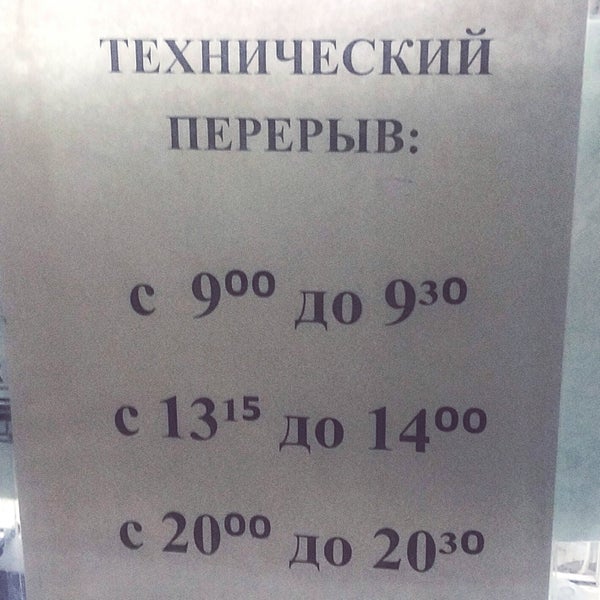 ТЕХНИЧЕСКИЙ
ПЕРЕРЫВ:
с 9⁰⁰ до 9³⁰
с 13¹⁵ до 14⁰⁰
с 20⁰⁰ до 20³⁰